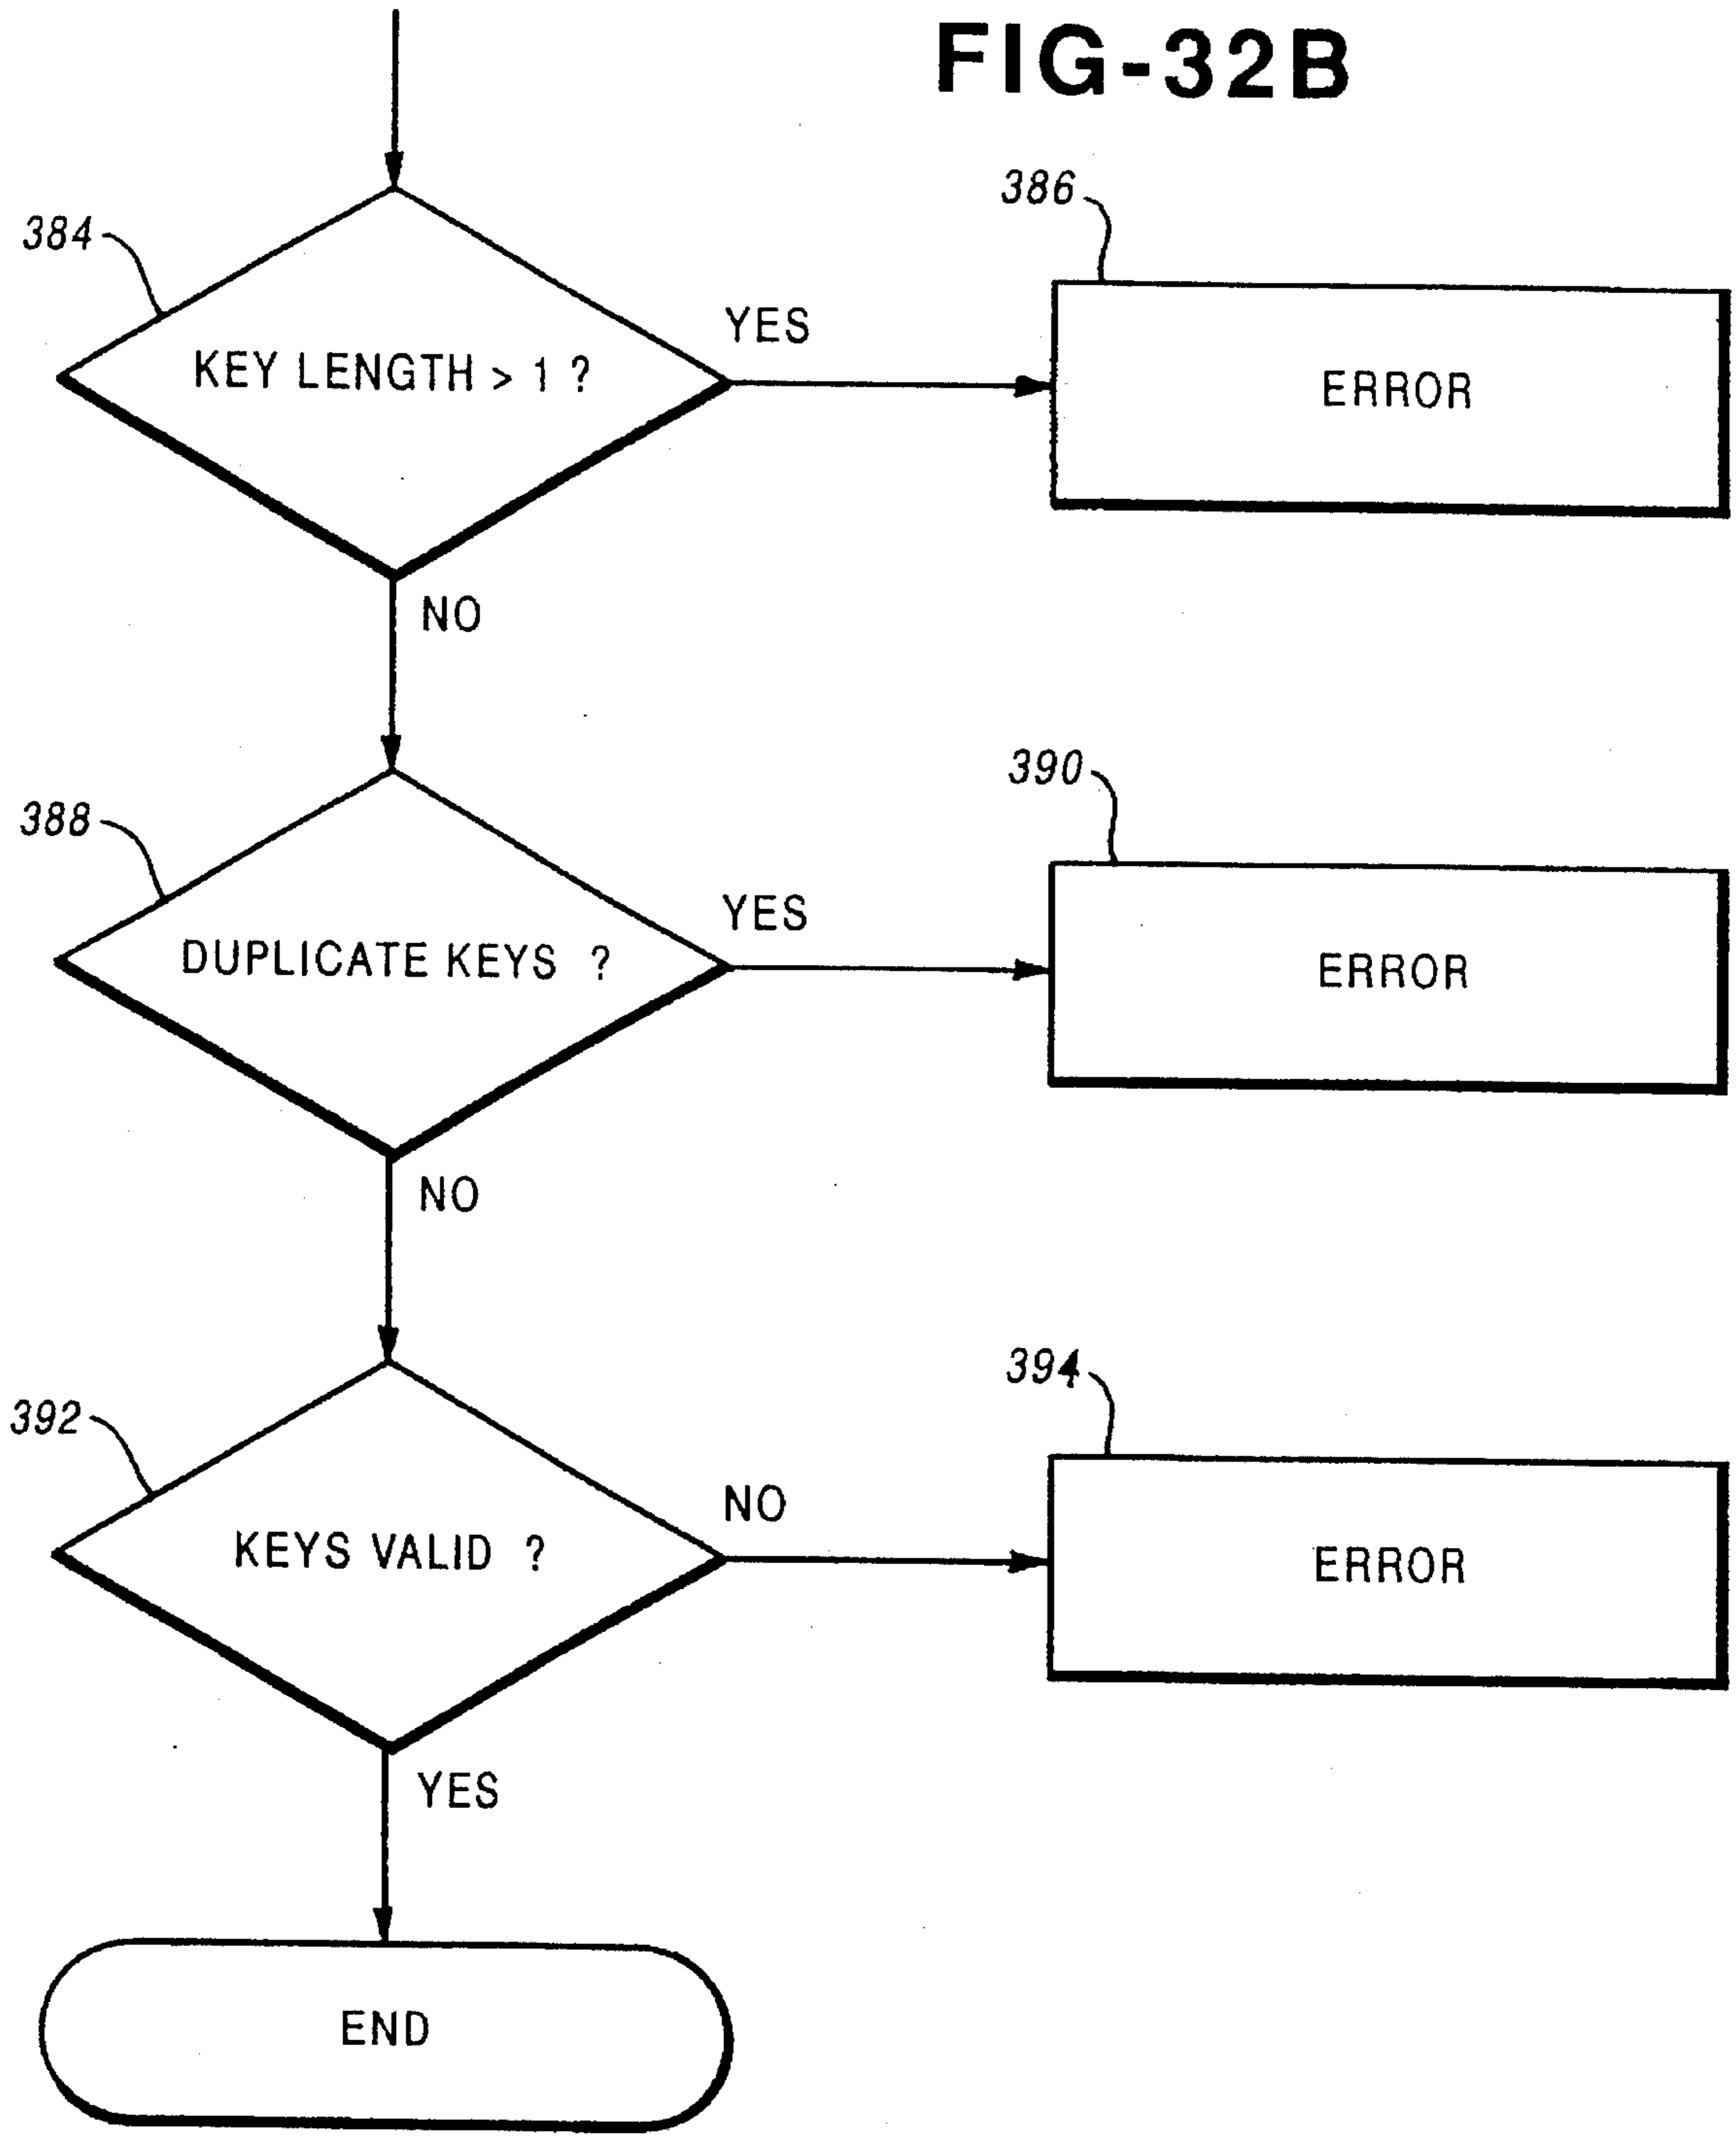 FIG-32B
384
386
KEY LENGTH > 1 ?
YES
ERROR
NO
388
390
DUPLICATE KEYS ?
YES
ERROR
NO
392
394
KEYS VALID ?
NO
ERROR
YES
END